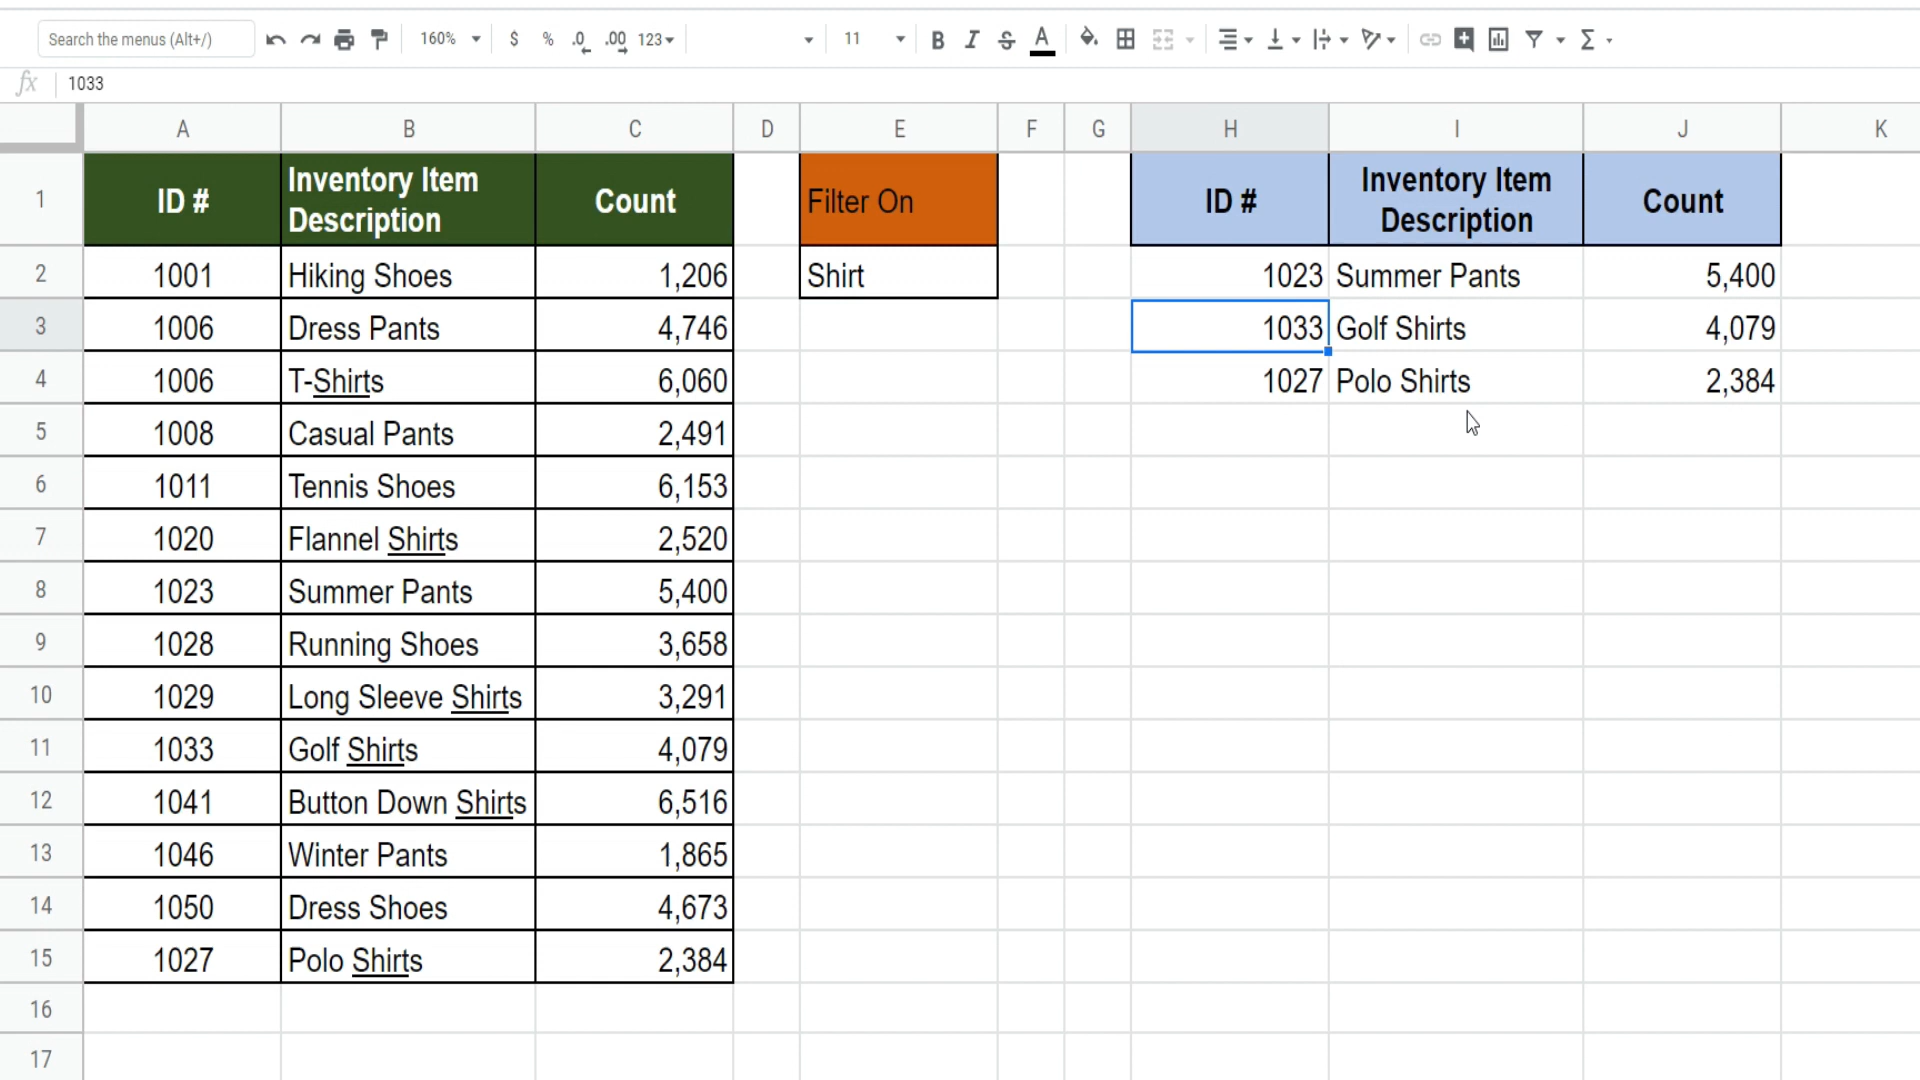 Search the menus (Alt+/) 160% $ % .0 .00 123 11 B I S A
fx 1033
A B C D E F G H I J K
1 ID # Inventory Item Description Count Filter On ID # Inventory Item Description Count
2 1001 Hiking Shoes 1,206 Shirt 1023 Summer Pants 5,400
3 1006 Dress Pants 4,746 1033 Golf Shirts 4,079
4 1006 T-Shirts 6,060 1027 Polo Shirts 2,384
5 1008 Casual Pants 2,491
6 1011 Tennis Shoes 6,153
7 1020 Flannel Shirts 2,520
8 1023 Summer Pants 5,400
9 1028 Running Shoes 3,658
10 1029 Long Sleeve Shirts 3,291
11 1033 Golf Shirts 4,079
12 1041 Button Down Shirts 6,516
13 1046 Winter Pants 1,865
14 1050 Dress Shoes 4,673
15 1027 Polo Shirts 2,384
16
17